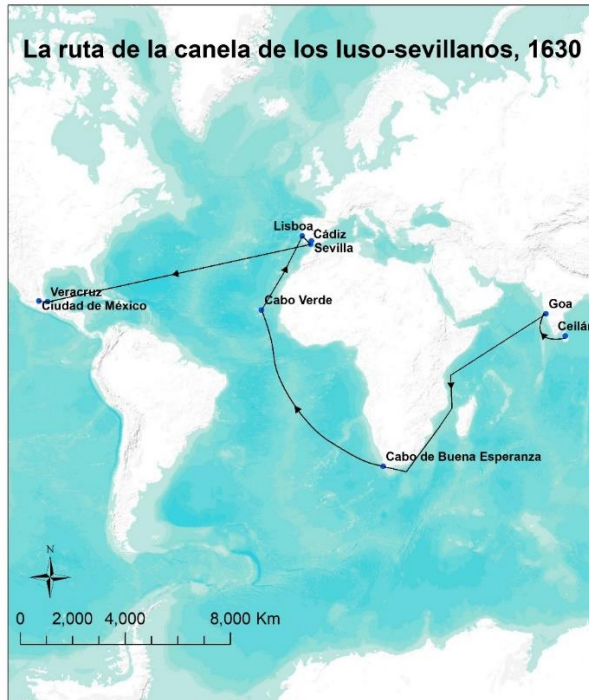 La ruta de la canela de los luso-sevillanos, 1630
Lisboa
Cádiz
Sevilla
Veracruz
Ciudad de México
Cabo Verde
Goa
Ceilán
Cabo de Buena Esperanza
N
0 2,000 4,000 8,000 Km